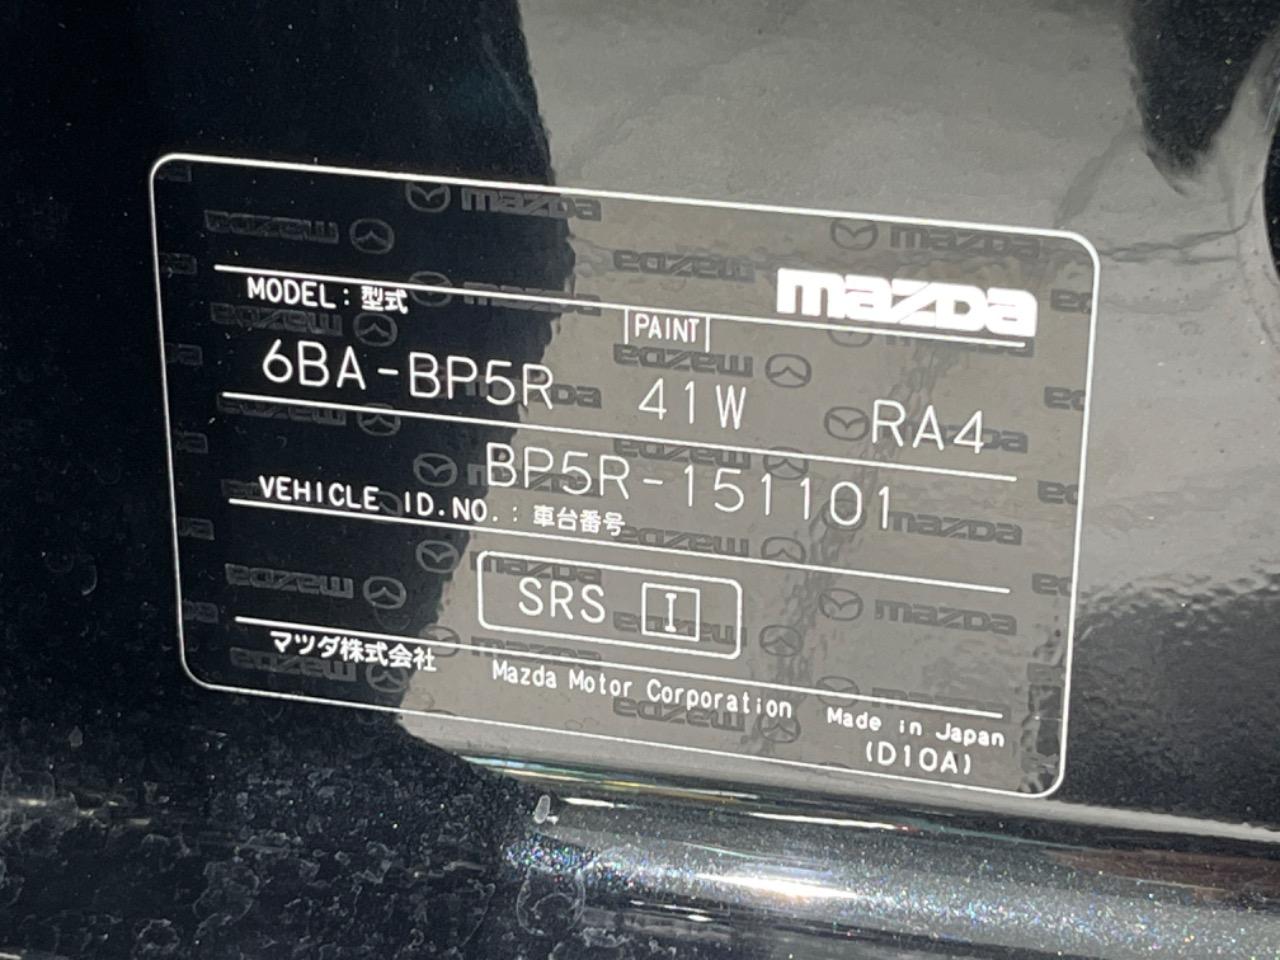 mazda
MODEL：型式
PAINT
6BA-BP5R 41W RA4
BP5R-151101
VEHICLE ID.NO.：車台番号
SRS I
マツダ株式会社 Mazda Motor Corporation Made in Japan
(D10A)